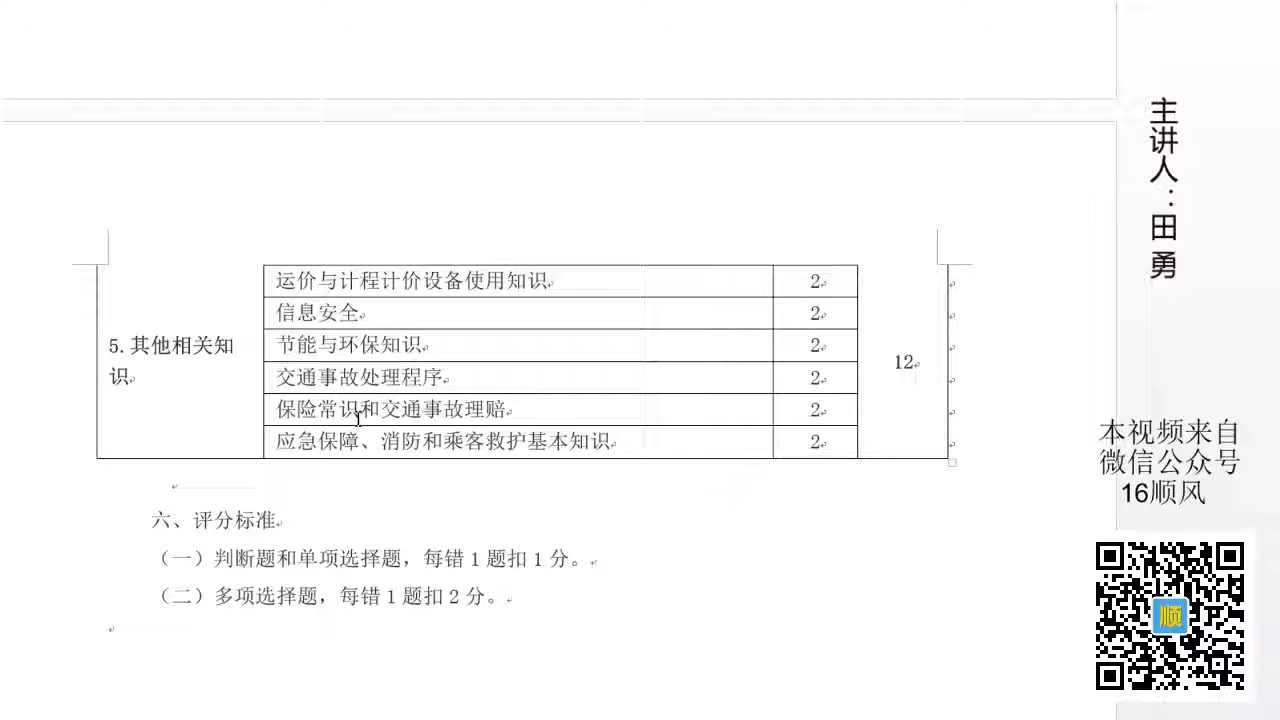 运价与计程计价设备使用知识 2
信息安全 2
5.其他相关知
识
节能与环保知识 2
交通事故处理程序 2
12
保险常识和交通事故理赔 2
应急保障、消防和乘客救护基本知识 2
六、评分标准
（一）判断题和单项选择题，每错1题扣1分。
（二）多项选择题，每错1题扣2分。
主讲人：田勇
本视频来自
微信公众号
16顺风
顺